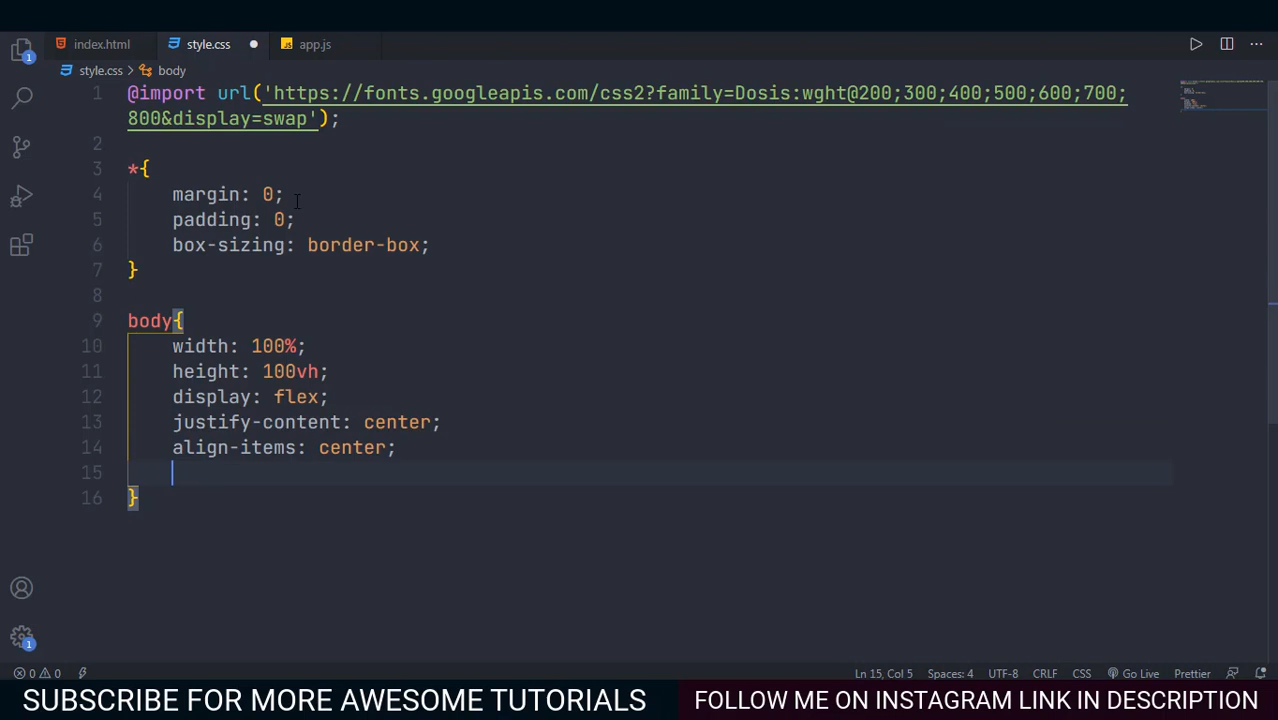 index.html style.css app.js
style.css > body
1 @import url('https://fonts.googleapis.com/css2?family=Dosis:wght@200;300;400;500;600;700;
800&display=swap');
2
3 *{
4 margin: 0;
5 padding: 0;
6 box-sizing: border-box;
7 }
8
9 body{
10 width: 100%;
11 height: 100vh;
12 display: flex;
13 justify-content: center;
14 align-items: center;
15
16 }
1
1
0 0 Ln 15, Col 5 Spaces: 4 UTF-8 CRLF CSS Go Live Prettier
SUBSCRIBE FOR MORE AWESOME TUTORIALS FOLLOW ME ON INSTAGRAM LINK IN DESCRIPTION